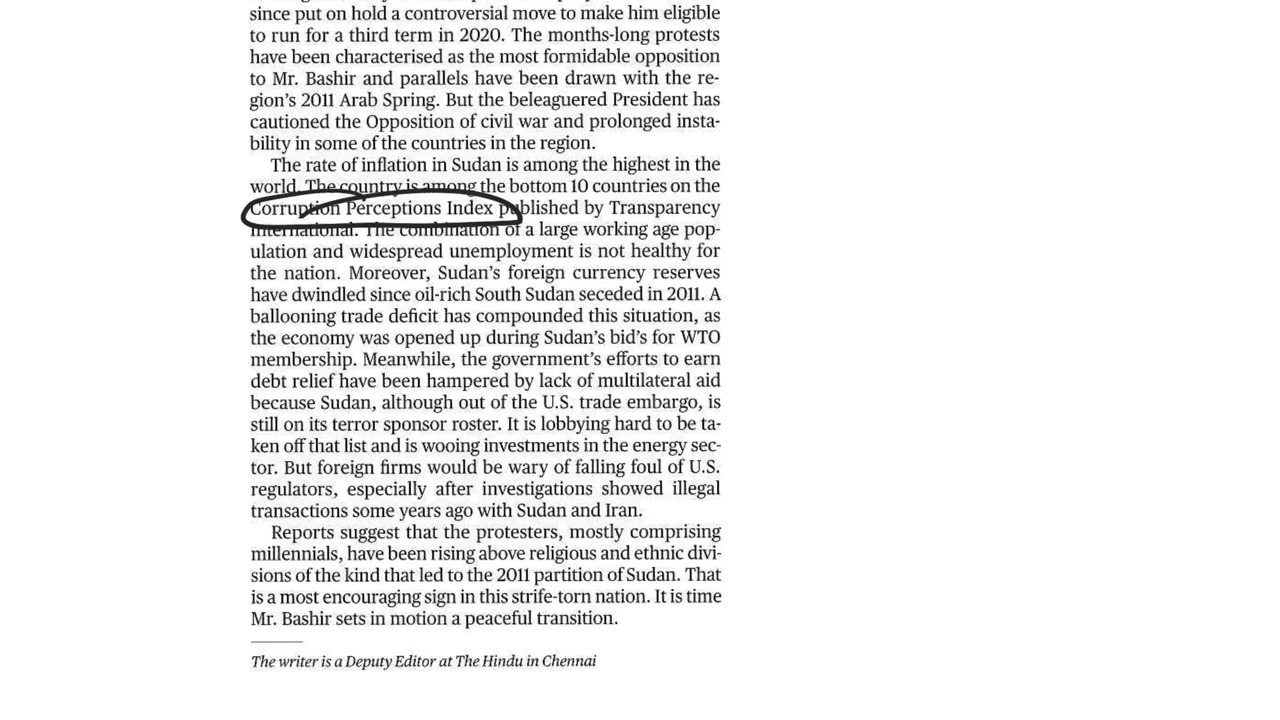 since put on hold a controversial move to make him eligible
to run for a third term in 2020. The months-long protests
have been characterised as the most formidable opposition
to Mr. Bashir and parallels have been drawn with the re-
gion's 2011 Arab Spring. But the beleaguered President has
cautioned the Opposition of civil war and prolonged insta-
bility in some of the countries in the region.
The rate of inflation in Sudan is among the highest in the
world. The country is among the bottom 10 countries on the
Corruption Perceptions Index published by Transparency
International. The combination of a large working age pop-
ulation and widespread unemployment is not healthy for
the nation. Moreover, Sudan's foreign currency reserves
have dwindled since oil-rich South Sudan seceded in 2011. A
ballooning trade deficit has compounded this situation, as
the economy was opened up during Sudan's bid's for WTO
membership. Meanwhile, the government's efforts to earn
debt relief have been hampered by lack of multilateral aid
because Sudan, although out of the U.S. trade embargo, is
still on its terror sponsor roster. It is lobbying hard to be ta-
ken off that list and is wooing investments in the energy sec-
tor. But foreign firms would be wary of falling foul of U.S.
regulators, especially after investigations showed illegal
transactions some years ago with Sudan and Iran.
Reports suggest that the protesters, mostly comprising
millennials, have been rising above religious and ethnic divi-
sions of the kind that led to the 2011 partition of Sudan. That
is a most encouraging sign in this strife-torn nation. It is time
Mr. Bashir sets in motion a peaceful transition.
The writer is a Deputy Editor at The Hindu in Chennai